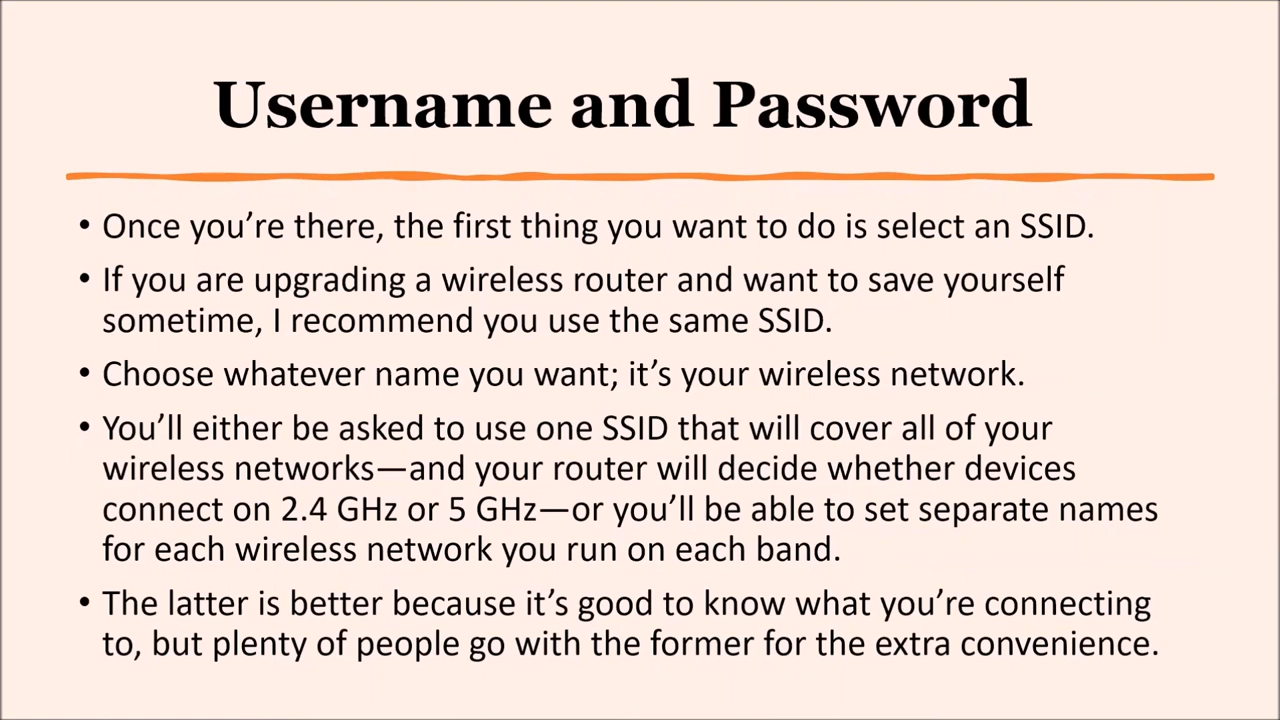 Username and Password
• Once you’re there, the first thing you want to do is select an SSID.
• If you are upgrading a wireless router and want to save yourself
sometime, I recommend you use the same SSID.
• Choose whatever name you want; it’s your wireless network.
• You’ll either be asked to use one SSID that will cover all of your
wireless networks—and your router will decide whether devices
connect on 2.4 GHz or 5 GHz—or you’ll be able to set separate names
for each wireless network you run on each band.
• The latter is better because it’s good to know what you’re connecting
to, but plenty of people go with the former for the extra convenience.